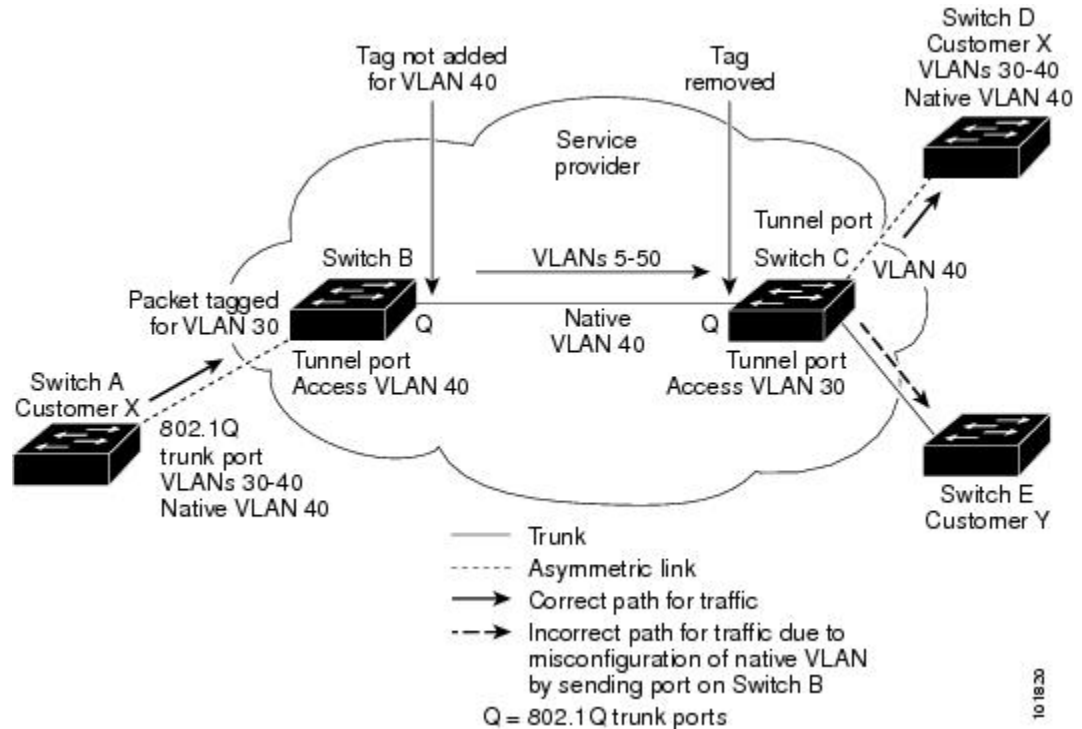 Tag not added
for VLAN 40
Tag
removed
Switch D
Customer X
VLANs 30-40
Native VLAN 40
Service
provider
Tunnel port
Switch B
VLANs 5-50
Switch C
VLAN 40
Packet tagged
for VLAN 30
Q
Native
VLAN 40
Q
Tunnel port
Access VLAN 40
Tunnel port
Access VLAN 30
Switch A
Customer X
802.1Q
trunk port
VLANs 30-40
Native VLAN 40
Switch E
Customer Y
Trunk
Asymmetric link
Correct path for traffic
Incorrect path for traffic due to
misconfiguration of native VLAN
by sending port on Switch B
Q = 802.1Q trunk ports
101820